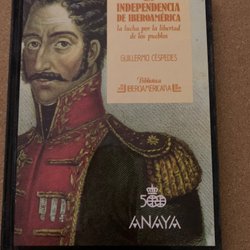 INDEPENDENCIA
DE IBEROAMÉRICA
la lucha por la libertad
de los pueblos
GUILLERMO CÉSPEDES
Biblioteca
IBEROAMERICANA
500
ANAYA